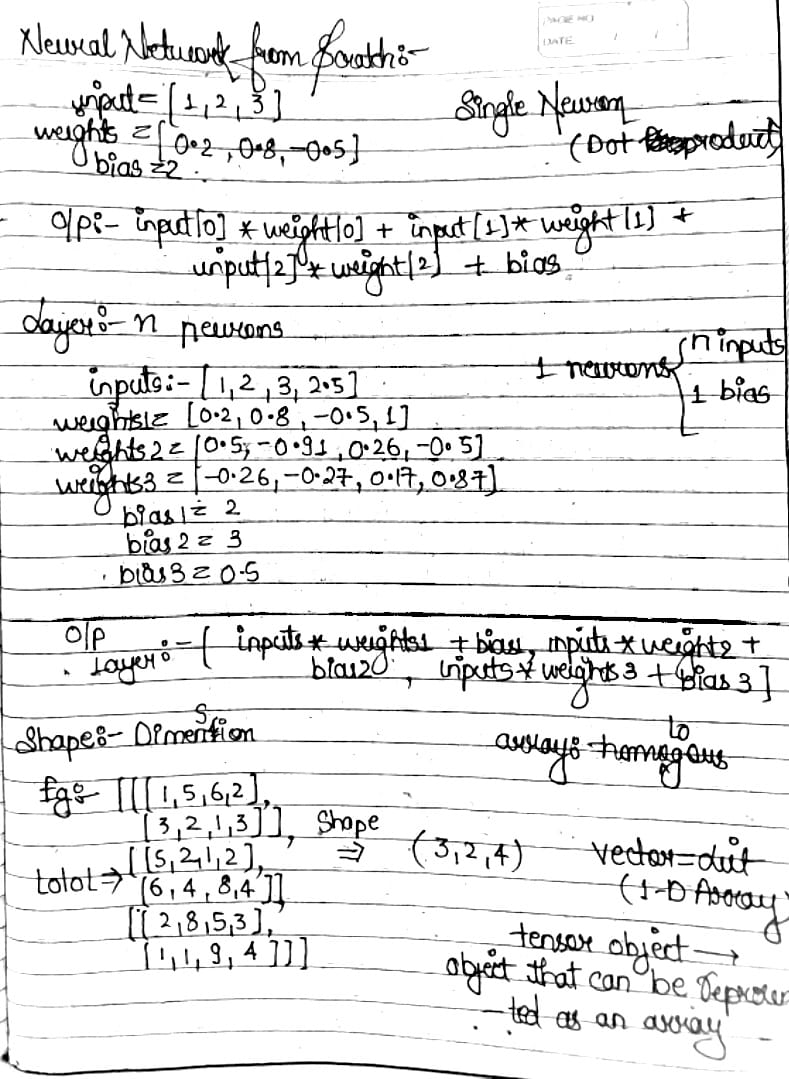 PAGE NO
DATE / /
Neural Network from Scratch:-
input = [1, 2, 3]
Single Neuron
weights = [0.2, 0.8, -0.5]
(Dot product)
bias = 2.
o/p:- input[0] * weight[0] + input[1] * weight[1] +
input[2] * weight[2] + bias
Layer:- n neurons
1 neurons { n inputs
1 bias
inputs:- [1, 2, 3, 2.5]
weights1 = [0.2, 0.8, -0.5, 1]
weights2 = [0.5, -0.91, 0.26, -0.5]
weights3 = [-0.26, -0.27, 0.17, 0.87]
bias1 = 2
bias2 = 3
bias3 = 0.5
o/p
Layer:- [ inputs * weights1 + bias1, inputs * weights2 +
bias2, inputs * weights3 + bias3 ]
Shape:- Dimension
array: homogous
to
Eg:- [[[1, 5, 6, 2],
[3, 2, 1, 3]],
Shape ⇒ (3, 2, 4)
lolol → [[5, 2, 1, 2],
[6, 4, 8, 4]]
[[2, 8, 5, 3],
[1, 1, 9, 4]]]
vector =
(1-D Array)
tensor object →
object that can be represen
-ted as an array